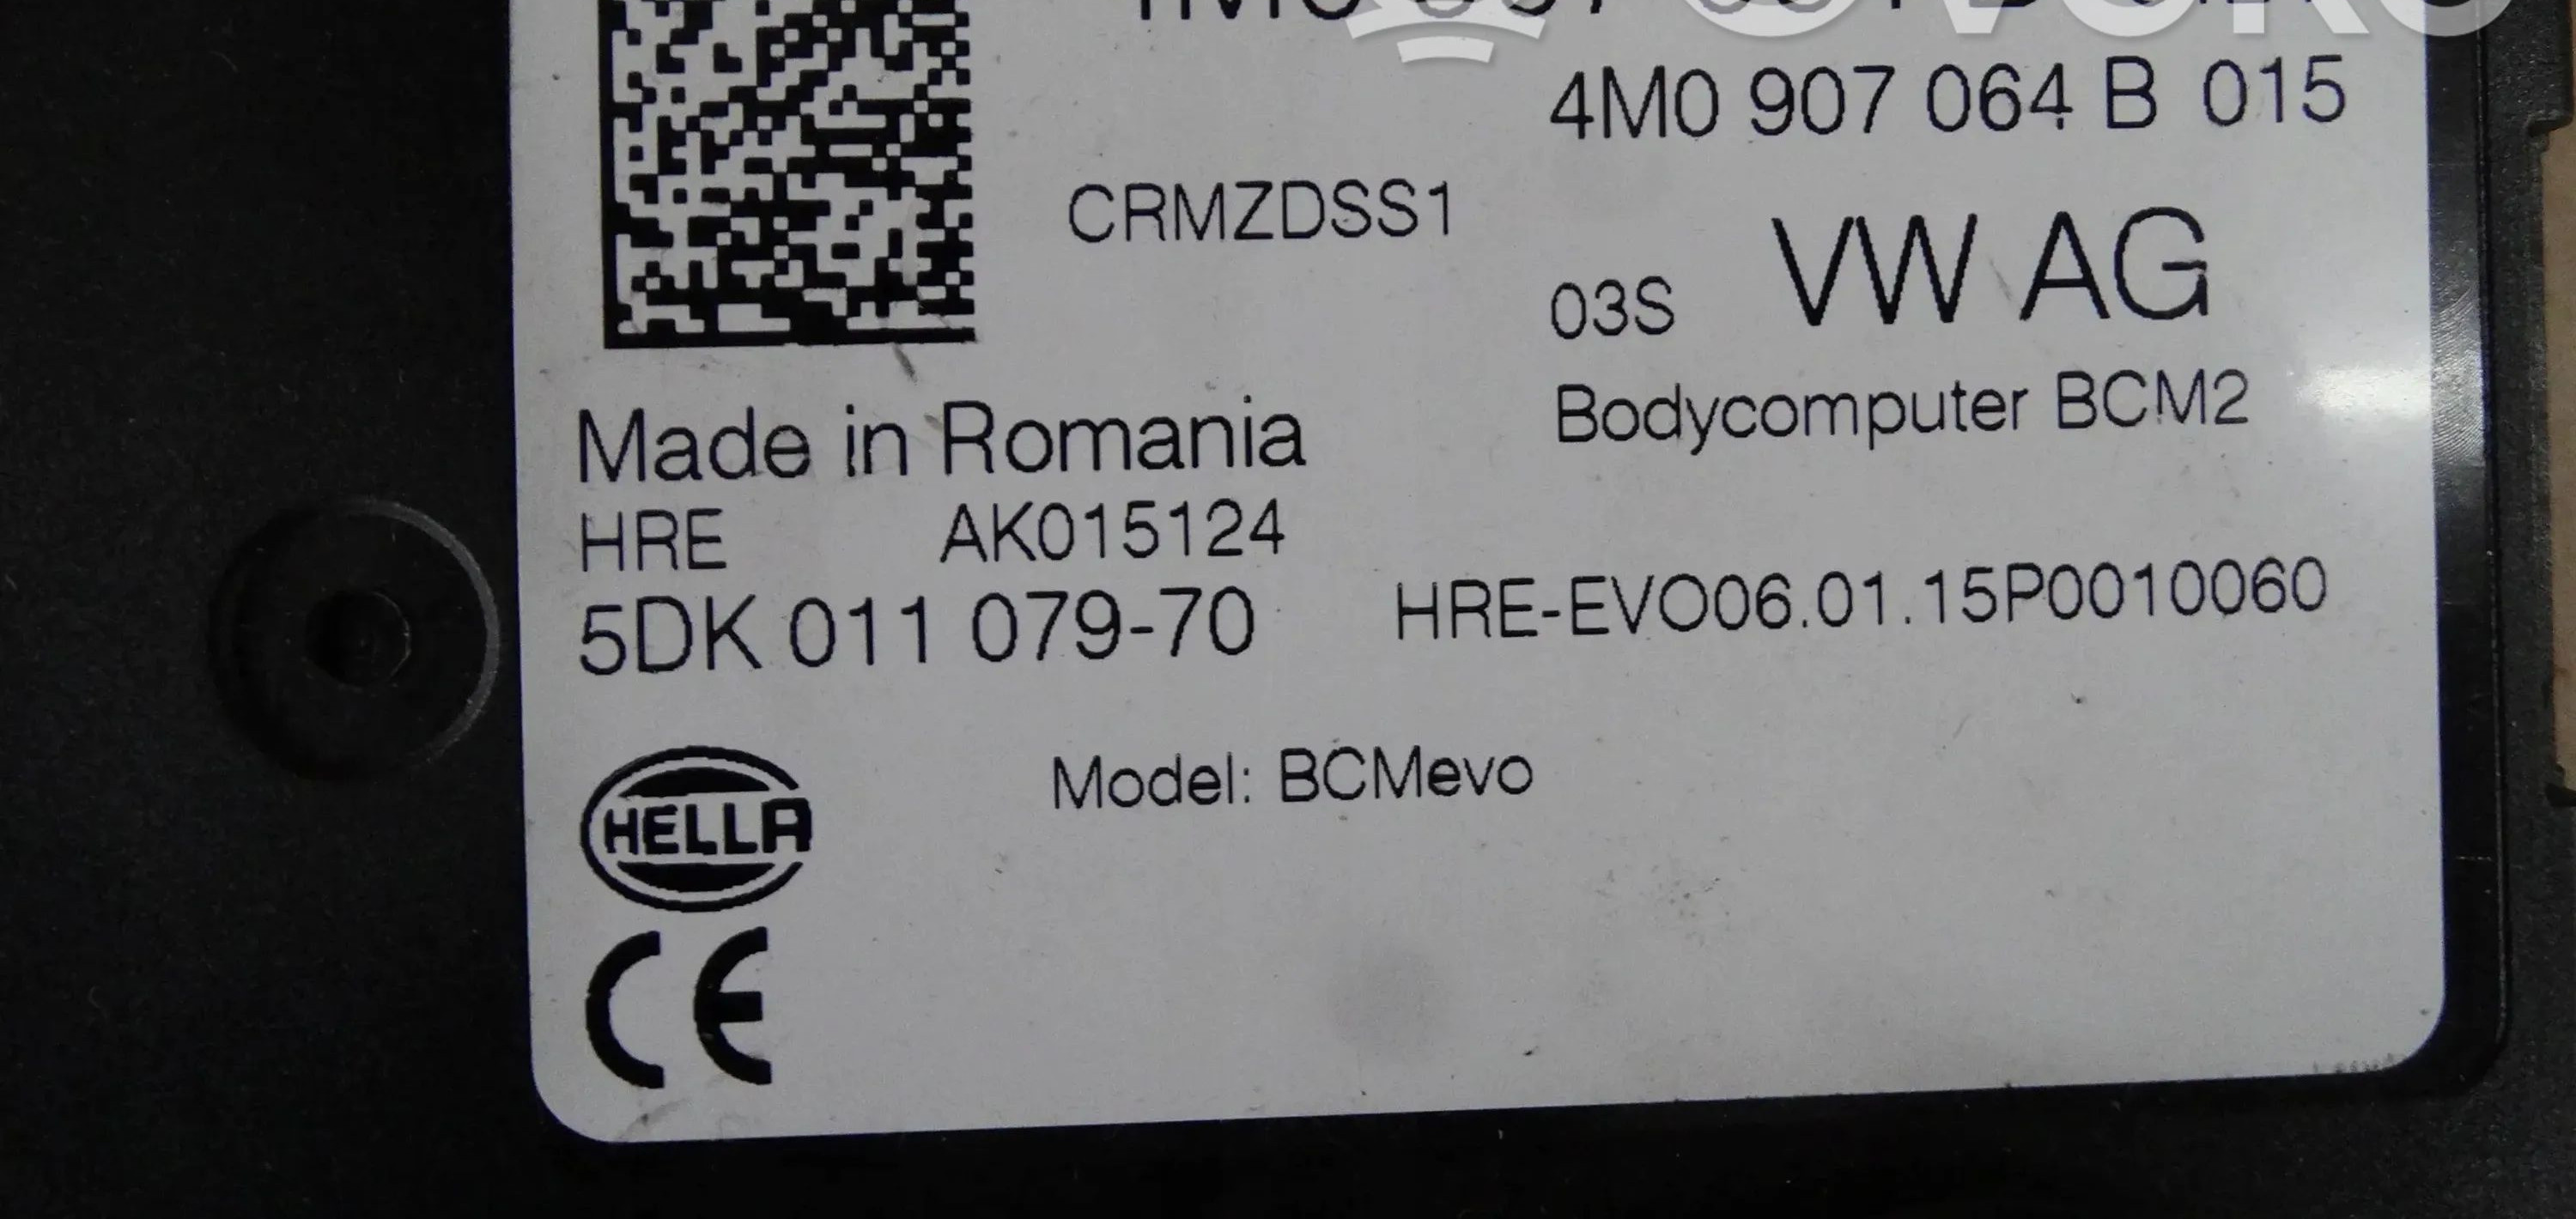 4M0 907 064 B 015
CRMZDSS1
03S VW AG
Bodycomputer BCM2
Made in Romania
HRE AK015124
5DK 011 079-70 HRE-EVO06.01.15P0010060
Model: BCMevo
HELLA
CE